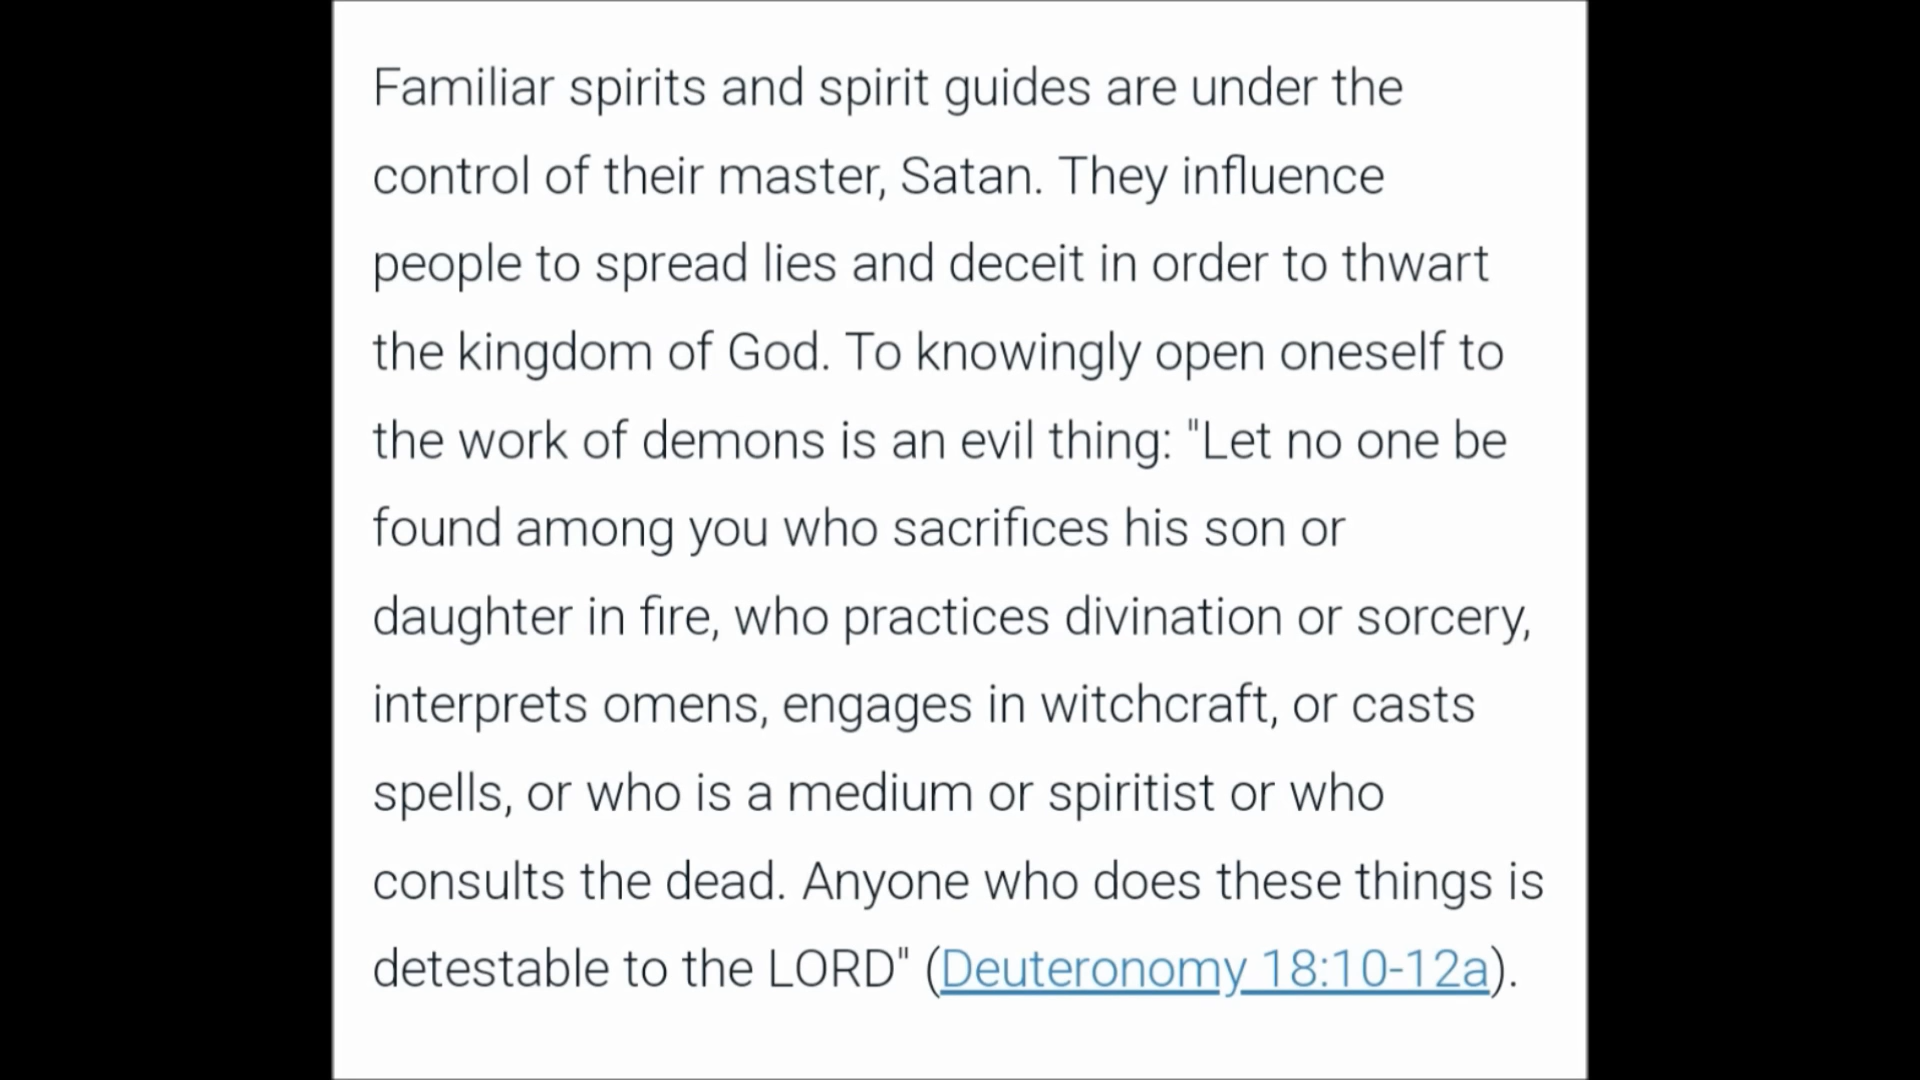 Familiar spirits and spirit guides are under the
control of their master, Satan. They influence
people to spread lies and deceit in order to thwart
the kingdom of God. To knowingly open oneself to
the work of demons is an evil thing: "Let no one be
found among you who sacrifices his son or
daughter in fire, who practices divination or sorcery,
interprets omens, engages in witchcraft, or casts
spells, or who is a medium or spiritist or who
consults the dead. Anyone who does these things is
detestable to the LORD" (Deuteronomy 18:10-12a).